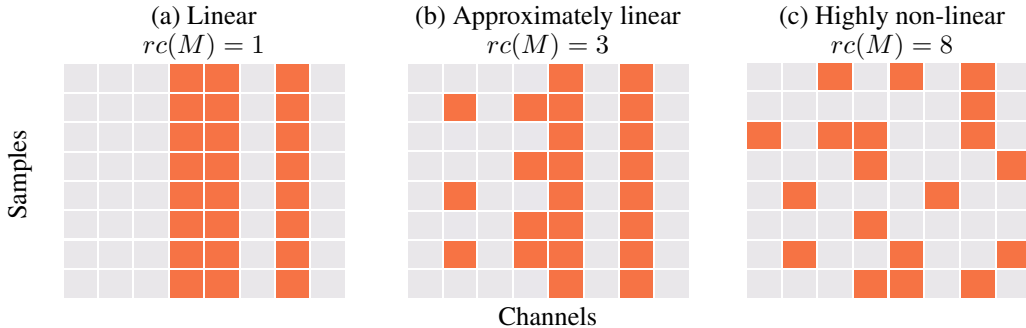 (a) Linear
rc(M) = 1
(b) Approximately linear
rc(M) = 3
(c) Highly non-linear
rc(M) = 8
Samples
Channels